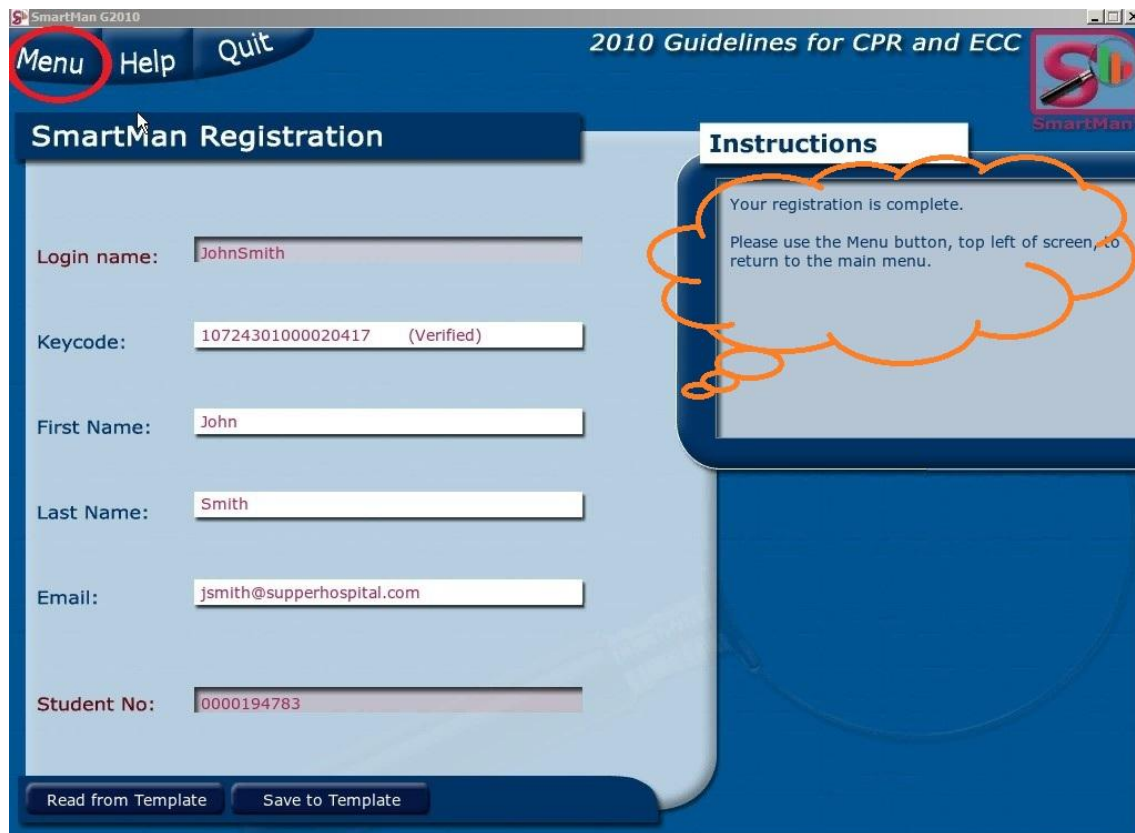 SmartMan G2010
Menu Help Quit
2010 Guidelines for CPR and ECC
SmartMan
SmartMan Registration
Instructions
Your registration is complete.
Please use the Menu button, top left of screen, to
return to the main menu.
Login name: JohnSmith
Keycode: 10724301000020417 (Verified)
First Name: John
Last Name: Smith
Email: jsmith@supperhospital.com
Student No: 0000194783
Read from Template Save to Template